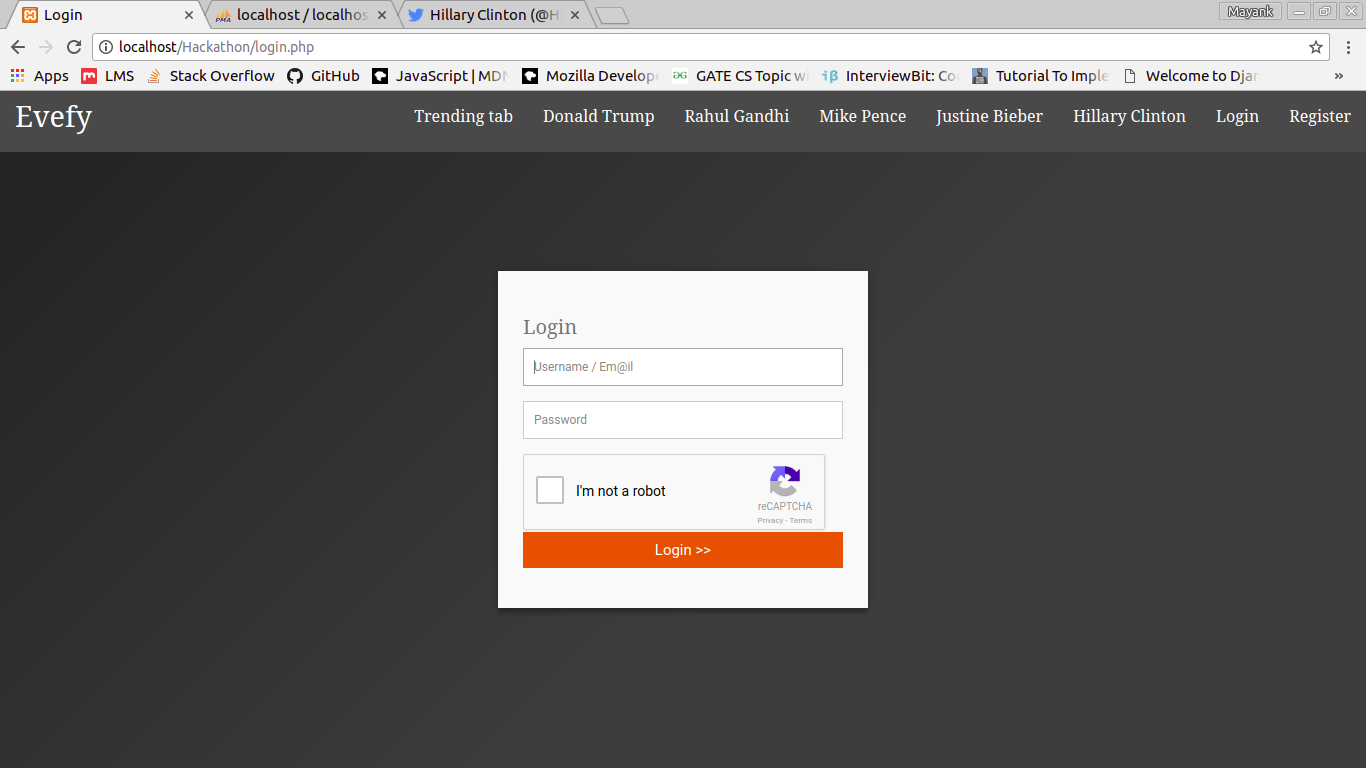 Login
localhost / localhos
Hillary Clinton (@H
Mayank
localhost/Hackathon/login.php
Apps LMS Stack Overflow GitHub JavaScript | MDN Mozilla Develope GATE CS Topic wi InterviewBit: Co Tutorial To Imple Welcome to Djan »
Evefy Trending tab Donald Trump Rahul Gandhi Mike Pence Justine Bieber Hillary Clinton Login Register
Login
Username / Em@il
Password
I'm not a robot
reCAPTCHA
Privacy - Terms
Login >>